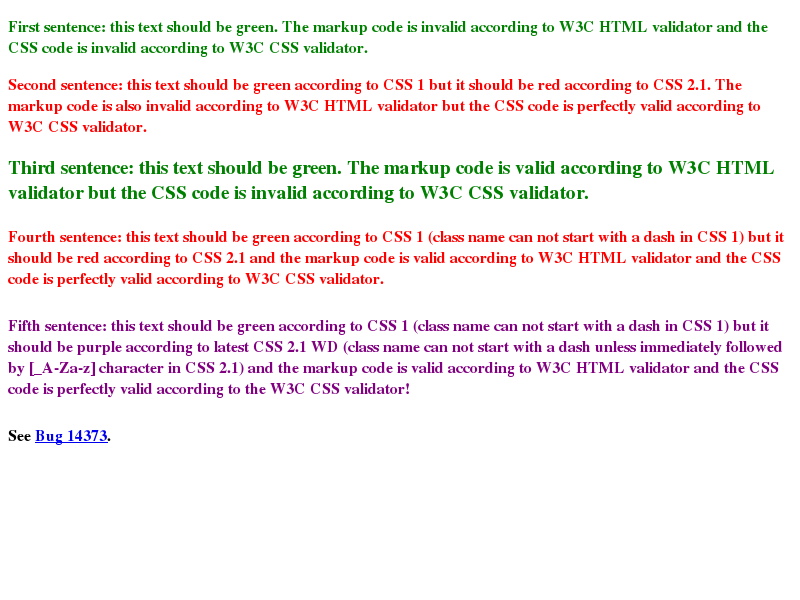 First sentence: this text should be green. The markup code is invalid according to W3C HTML validator and the
CSS code is invalid according to W3C CSS validator.
Second sentence: this text should be green according to CSS 1 but it should be red according to CSS 2.1. The
markup code is also invalid according to W3C HTML validator but the CSS code is perfectly valid according to
W3C CSS validator.
Third sentence: this text should be green. The markup code is valid according to W3C HTML
validator but the CSS code is invalid according to W3C CSS validator.
Fourth sentence: this text should be green according to CSS 1 (class name can not start with a dash in CSS 1) but it
should be red according to CSS 2.1 and the markup code is valid according to W3C HTML validator and the CSS
code is perfectly valid according to W3C CSS validator.
Fifth sentence: this text should be green according to CSS 1 (class name can not start with a dash in CSS 1) but it
should be purple according to latest CSS 2.1 WD (class name can not start with a dash unless immediately followed
by [_A-Za-z] character in CSS 2.1) and the markup code is valid according to W3C HTML validator and the CSS
code is perfectly valid according to the W3C CSS validator!
See Bug 14373.